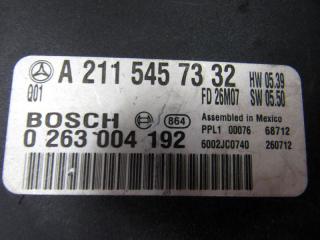 A 211 545 73 32 HW 05.39
Q01 FD 26M07 SW 05.50
BOSCH 864 Assembled in Mexico
0 263 004 192 PPL1 00076 68712
6002JC0740 260712